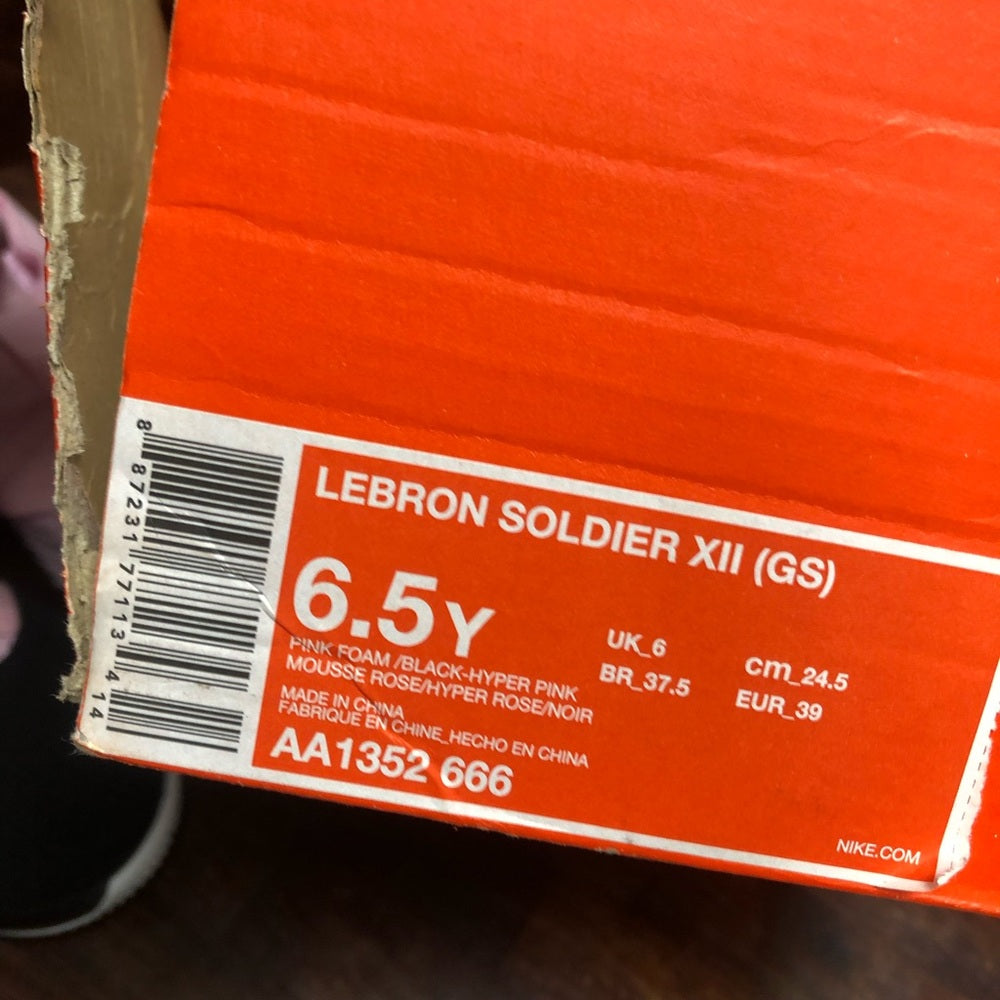 LEBRON SOLDIER XII (GS)
6.5Y
UK_6
cm_24.5
BR_37.5
EUR_39
PINK FOAM /BLACK-HYPER PINK
MOUSSE ROSE/HYPER ROSE/NOIR
MADE IN CHINA
FABRIQUE EN CHINE_HECHO EN CHINA
AA1352 666
NIKE.COM
8 87231 77113 4 14